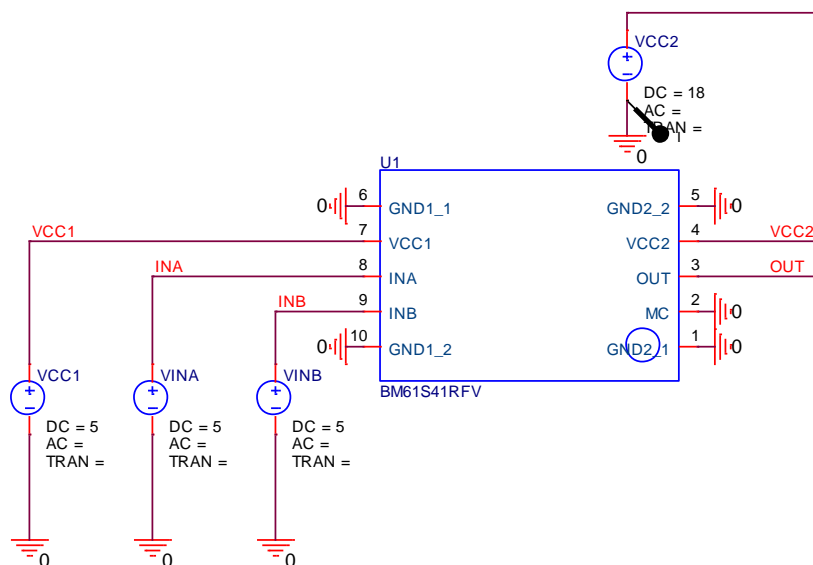 VCC2
DC = 18
AC =
TRAN =
I
0
U1
0 6 GND1_1 GND2_2 5 0
VCC1 7 VCC1 VCC2 4 VCC2
INA 8 INA OUT 3 OUT
INB 9 INB MC 2 0
0 10 GND1_2 GND2_1 1 0
BM61S41RFV
VCC1 VINA VINB
DC = 5 DC = 5 DC = 5
AC = AC = AC =
TRAN = TRAN = TRAN =
0 0 0